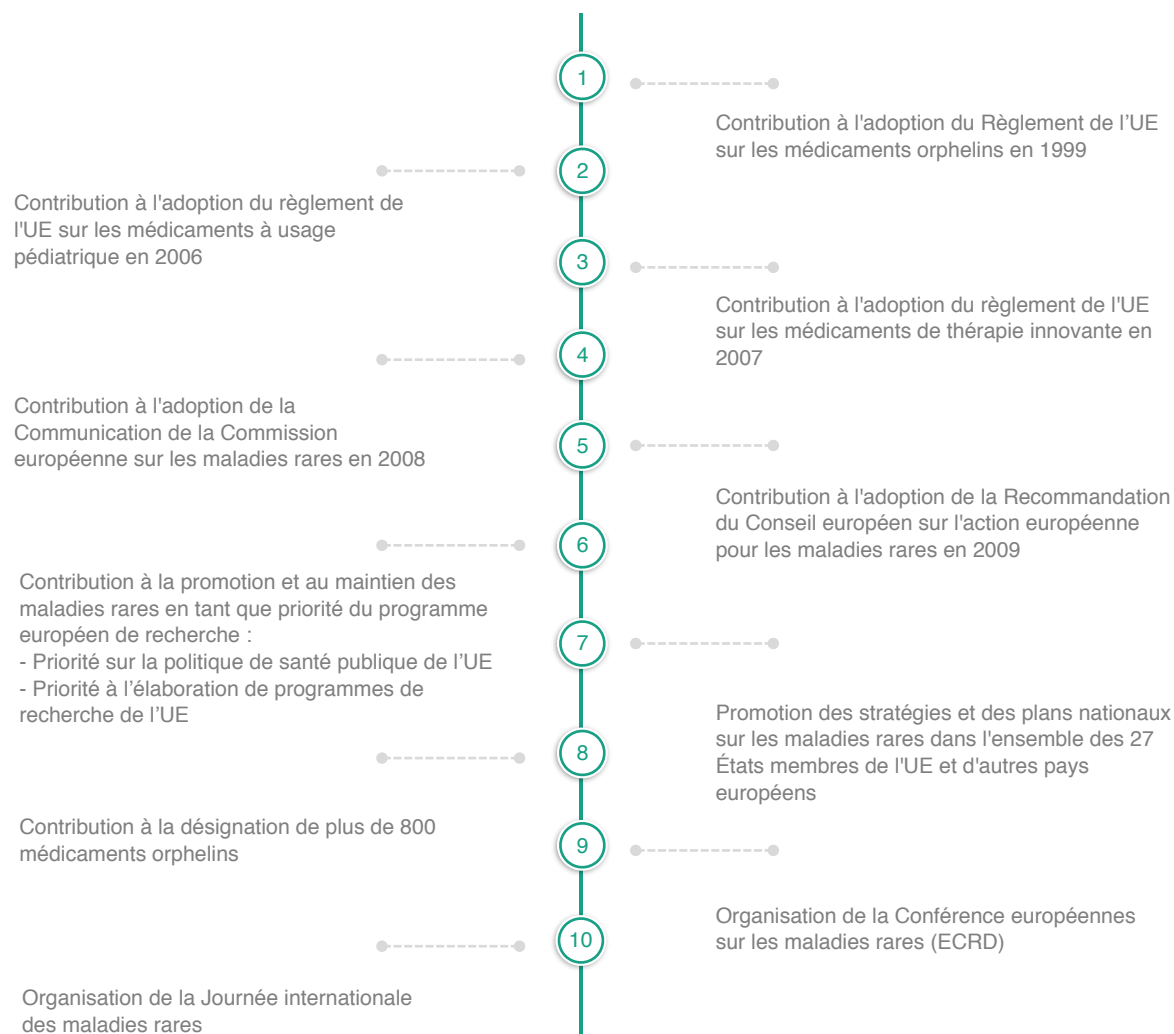 1
Contribution à l'adoption du Règlement de l’UE
sur les médicaments orphelins en 1999
2
Contribution à l'adoption du règlement de
l'UE sur les médicaments à usage
pédiatrique en 2006
3
Contribution à l'adoption du règlement de l'UE
sur les médicaments de thérapie innovante en
2007
4
Contribution à l'adoption de la
Communication de la Commission
européenne sur les maladies rares en 2008
5
Contribution à l'adoption de la Recommandation
du Conseil européen sur l'action européenne
pour les maladies rares en 2009
6
Contribution à la promotion et au maintien des
maladies rares en tant que priorité du programme
européen de recherche :
- Priorité sur la politique de santé publique de l’UE
- Priorité à l’élaboration de programmes de
recherche de l’UE
7
Promotion des stratégies et des plans nationaux
sur les maladies rares dans l'ensemble des 27
États membres de l'UE et d'autres pays
européens
8
Contribution à la désignation de plus de 800
médicaments orphelins
9
Organisation de la Conférence européennes
sur les maladies rares (ECRD)
10
Organisation de la Journée internationale
des maladies rares